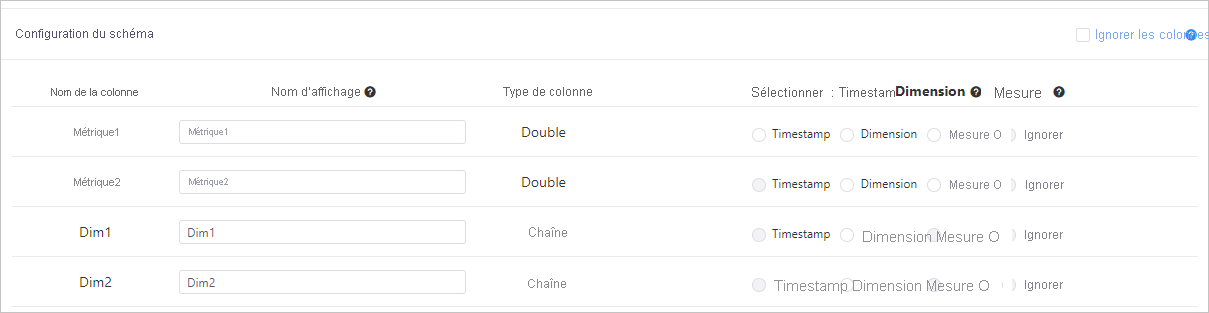 Configuration du schéma Ignorer les colonnes
Nom de la colonne Nom d'affichage ? Type de colonne Sélectionner : Timestam Dimension ? Mesure ?
Métrique1 Métrique1 Double Timestamp Dimension Mesure O Ignorer
Métrique2 Métrique2 Double Timestamp Dimension Mesure O Ignorer
Dim1 Dim1 Chaîne Timestamp Dimension Mesure O Ignorer
Dim2 Dim2 Chaîne Timestamp Dimension Mesure O Ignorer